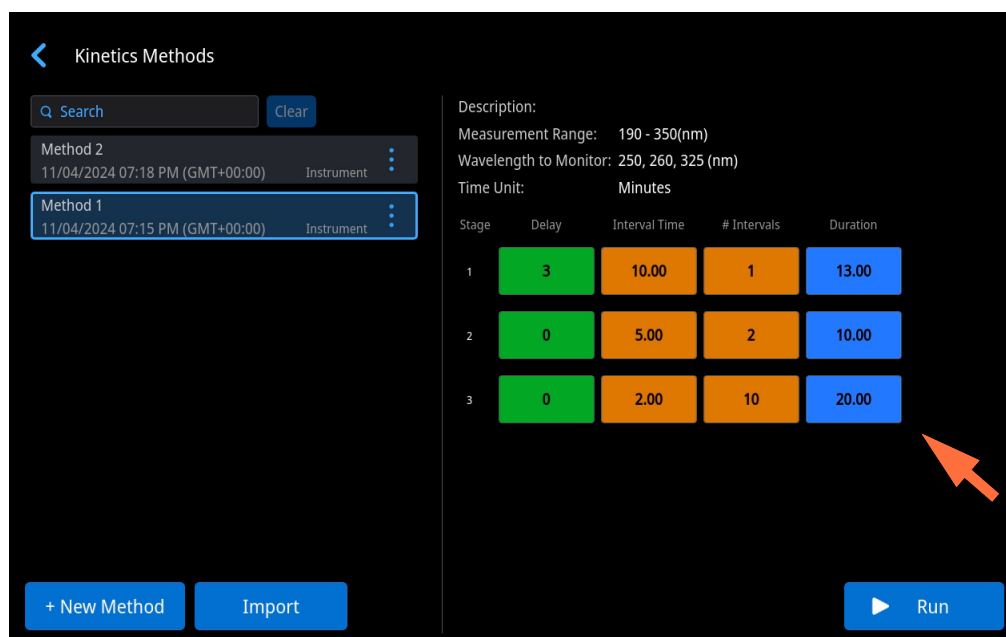 Kinetics Methods
Search
Clear
Method 2
11/04/2024 07:18 PM (GMT+00:00) Instrument
Method 1
11/04/2024 07:15 PM (GMT+00:00) Instrument
+ New Method
Import
Description:
Measurement Range: 190 - 350(nm)
Wavelength to Monitor: 250, 260, 325 (nm)
Time Unit: Minutes
Stage Delay Interval Time # Intervals Duration
1 3 10.00 1 13.00
2 0 5.00 2 10.00
3 0 2.00 10 20.00
Run